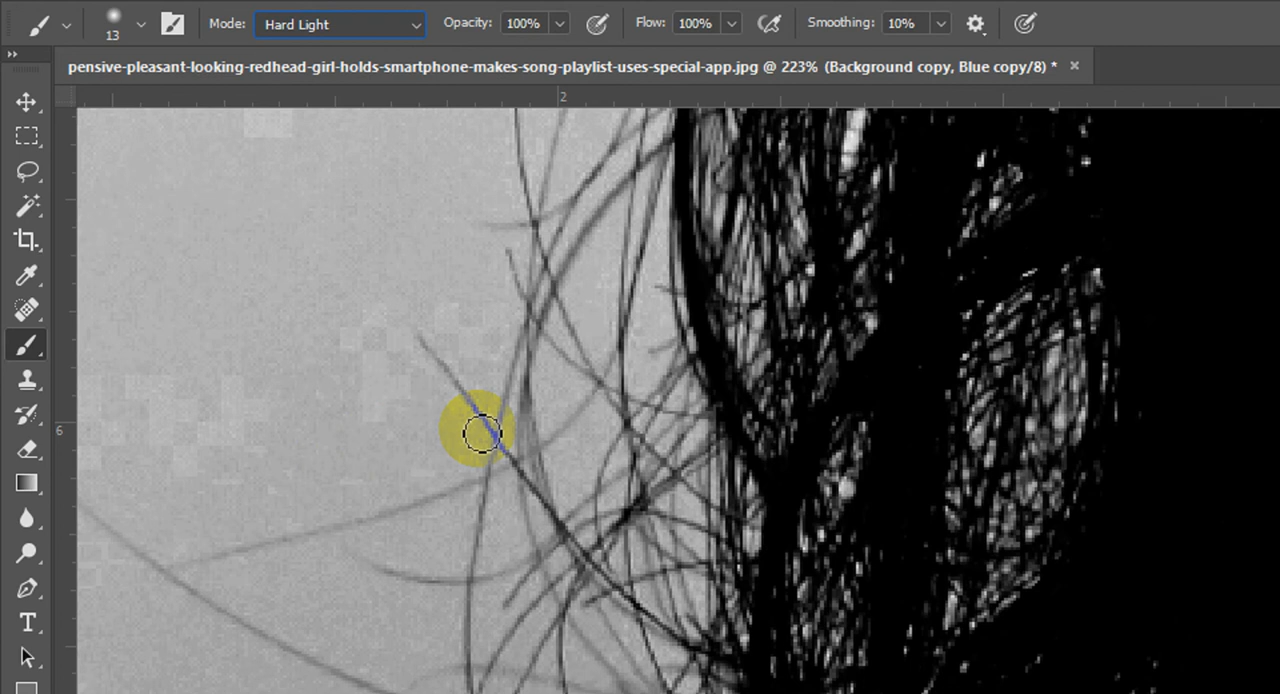 13 Mode: Hard Light Opacity: 100% Flow: 100% Smoothing: 10%
pensive-pleasant-looking-redhead-girl-holds-smartphone-makes-song-playlist-uses-special-app.jpg @ 223% (Background copy, Blue copy/8) *
2
6
T